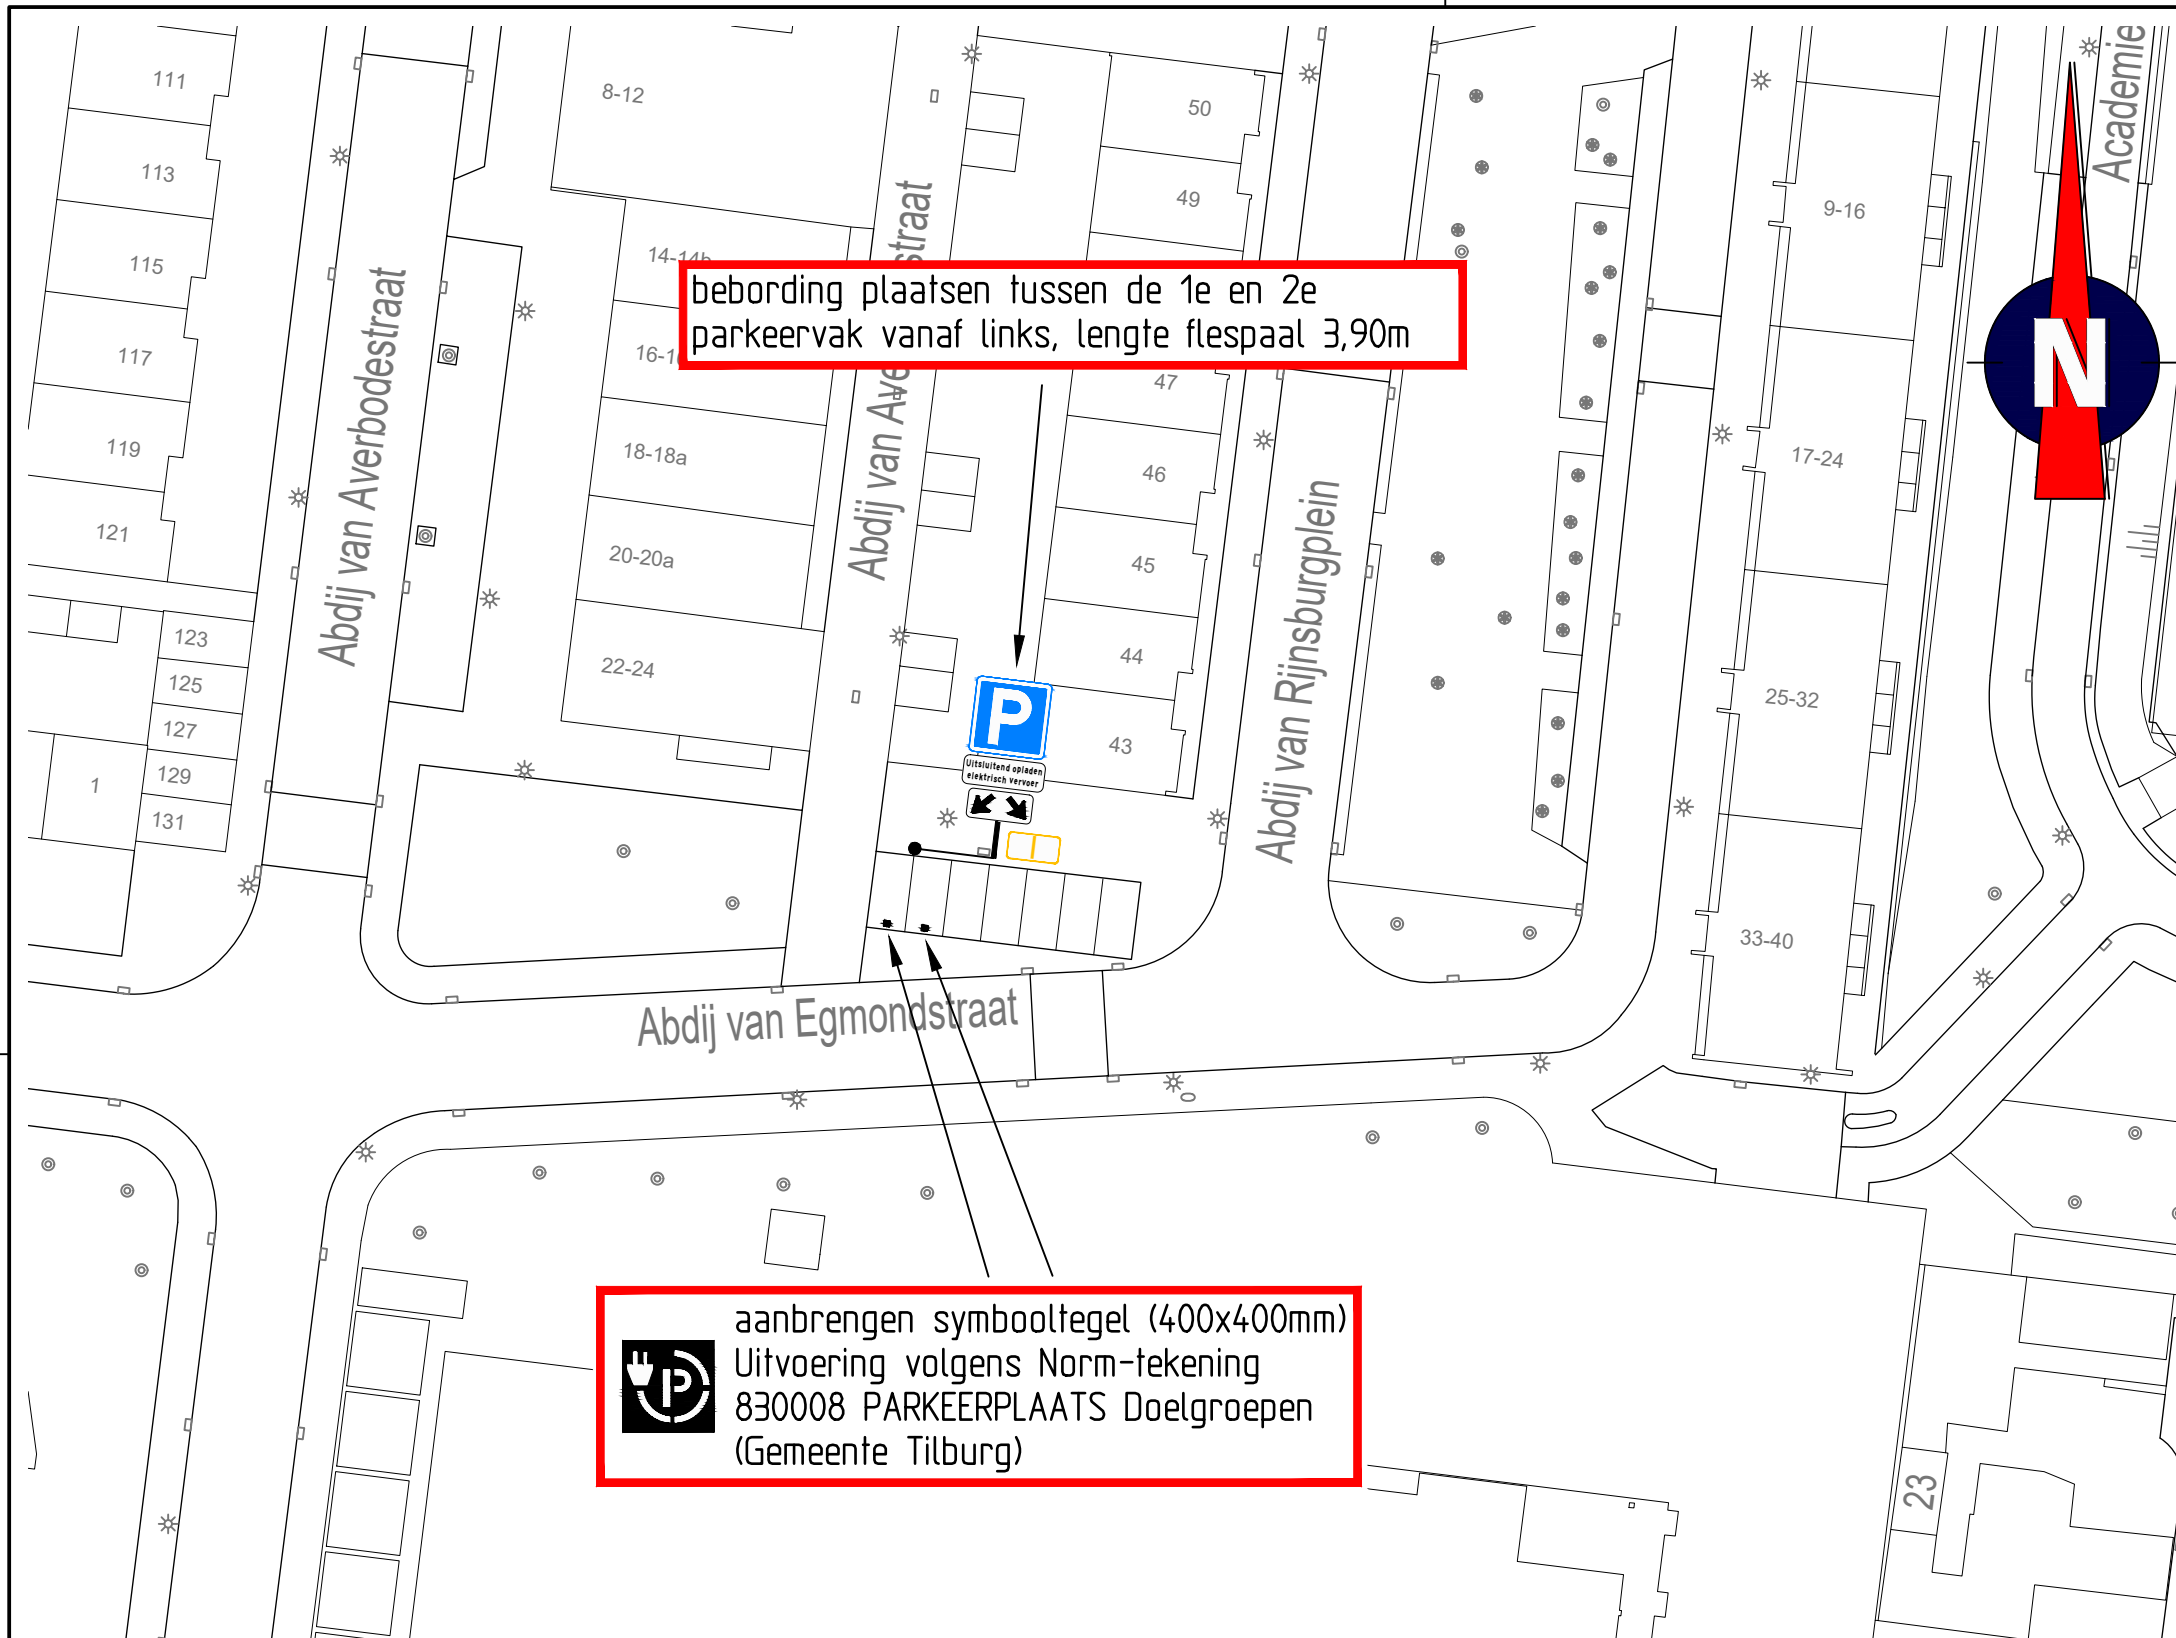 111
113
115
117
119
121
123
125
127
129
131
1
Abdij van Averbodestraat
8-12
14-14b
18-18a
20-20a
22-24
50
49
47
46
45
44
43
Abdij van Rijnsburgplein
9-16
17-24
25-32
33-40
Academie
N
bebording plaatsen tussen de 1e en 2e
parkeervak vanaf links, lengte flespaal 3,90m
Abdij van Ave
straat
P
Uitsluitend opladen
elektrisch vervoer
Abdij van Egmondstraat
aanbrengen symbooltegel (400x400mm)
Uitvoering volgens Norm-tekening
830008 PARKEERPLAATS Doelgroepen
(Gemeente Tilburg)
P
23